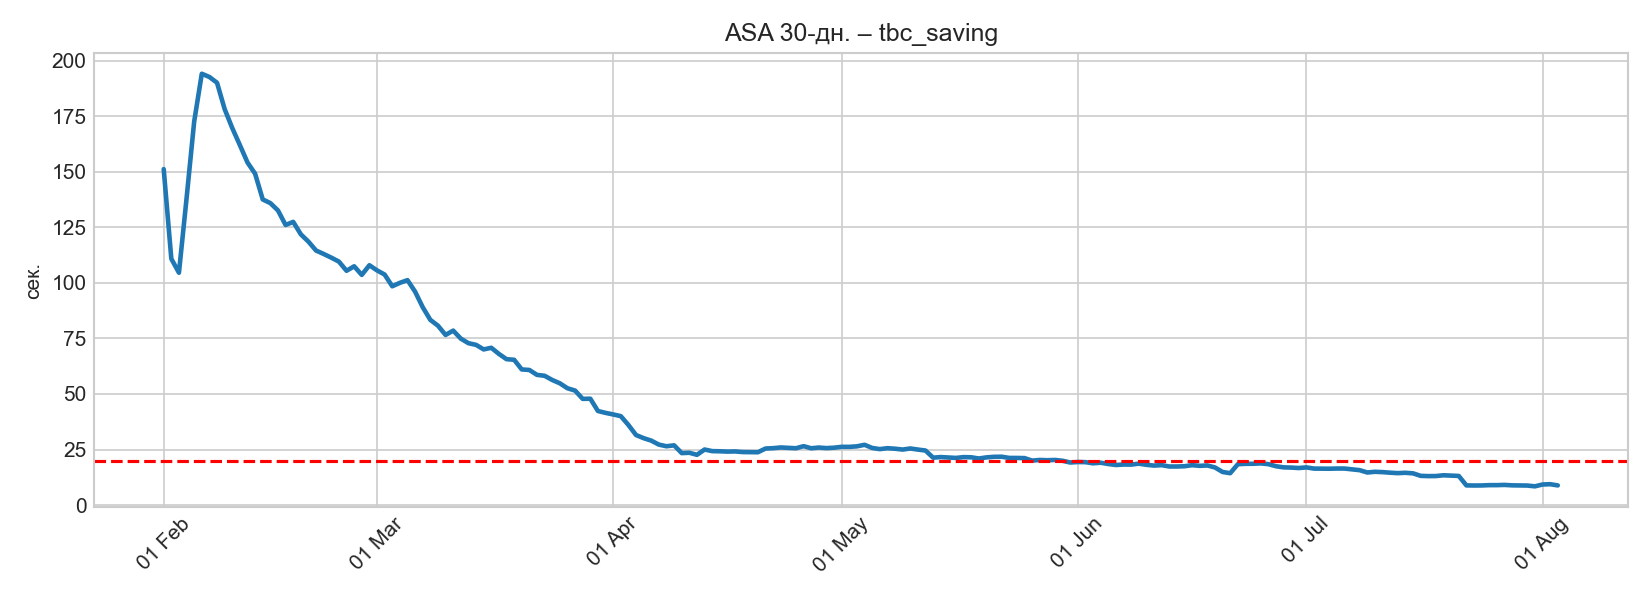 ASA 30-дн. – tbc_saving
сек.
200
175
150
125
100
75
50
25
0
01 Feb
01 Mar
01 Apr
01 May
01 Jun
01 Jul
01 Aug